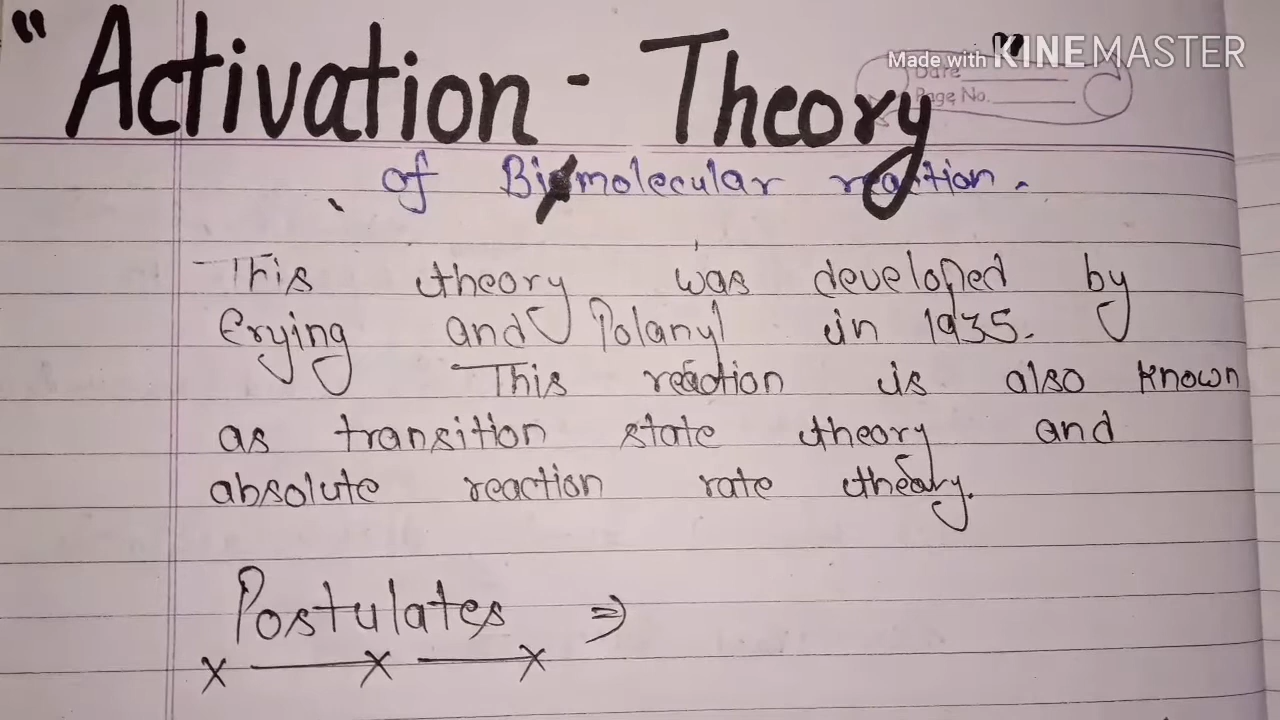 "Activation - Theory"
Made with KINEMASTER
Date
Page No.
of Bimolecular reaction.
This theory was developed by
Erying and Polanyl in 1935.
This reaction is also known
as transition state theory and
absolute reaction rate theory.
Postulates ⇒
x — x — x